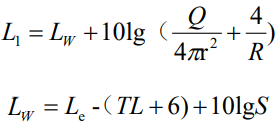 L₁ = L_W + 10lg （Q/4πr² + 4/R）
L_W = L_e -(TL + 6) + 10lgS